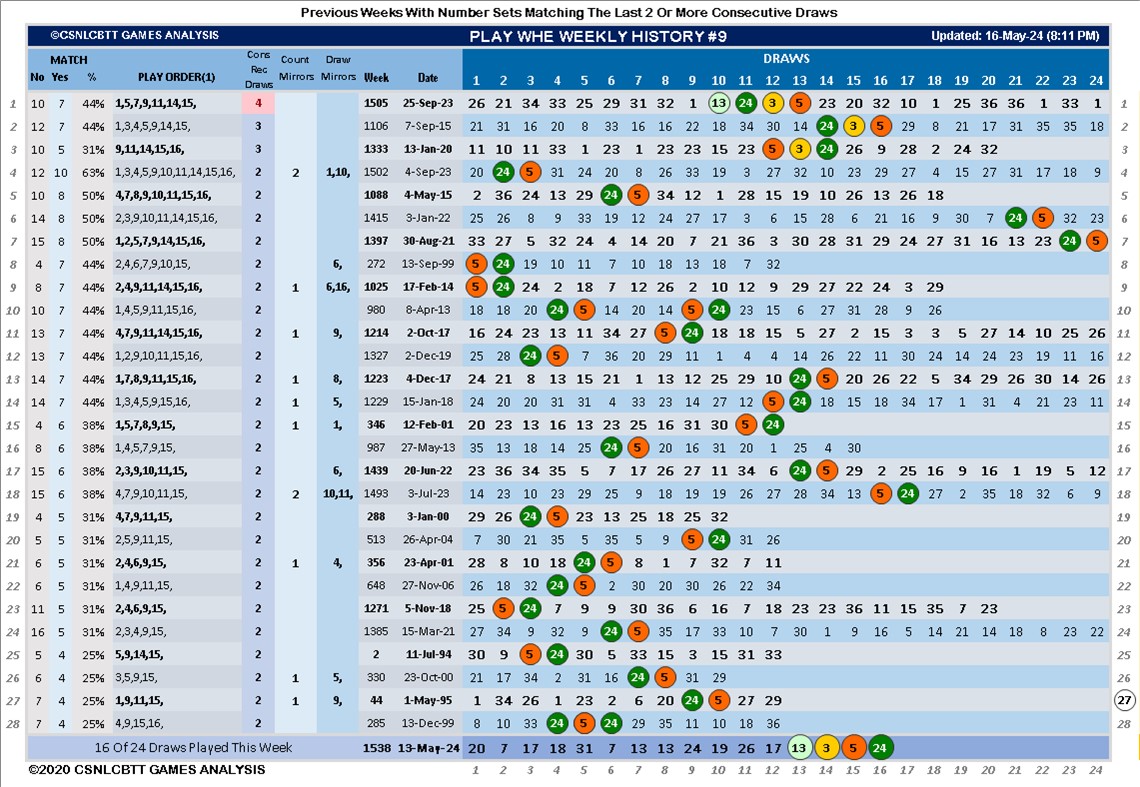 Previous Weeks With Number Sets Matching The Last 2 Or More Consecutive Draws
©CSNLCBTT GAMES ANALYSIS PLAY WHE WEEKLY HISTORY #9 Updated: 16-May-24 (8:11 PM)
MATCH Cons Rec Draws Count Mirrors Draw Mirrors DRAWS
No Yes % PLAY ORDER(1) Week Date 1 2 3 4 5 6 7 8 9 10 11 12 13 14 15 16 17 18 19 20 21 22 23 24
1 10 7 44% 1,5,7,9,11,14,15, 4 1505 25-Sep-23 26 21 34 33 25 29 31 32 1 13 24 3 5 23 20 32 10 1 25 36 36 1 33 1 1
2 12 7 44% 1,3,4,5,9,14,15, 3 1106 7-Sep-15 21 31 16 20 8 33 16 16 22 18 34 30 14 24 3 5 29 8 21 17 31 35 35 18 2
3 10 5 31% 9,11,14,15,16, 3 1333 13-Jan-20 11 10 11 33 1 23 1 23 23 15 23 5 3 24 26 9 28 2 24 32 3
4 12 10 63% 1,3,4,5,9,10,11,14,15,16, 2 2 1,10, 1502 4-Sep-23 20 24 5 31 24 20 8 26 33 19 3 27 32 10 23 29 27 4 15 27 31 17 18 9 4
5 10 8 50% 4,7,8,9,10,11,15,16, 2 1088 4-May-15 2 36 24 13 29 24 5 34 12 1 28 15 19 10 26 13 26 18 5
6 14 8 50% 2,3,9,10,11,14,15,16, 2 1415 3-Jan-22 25 26 8 9 33 19 12 24 27 17 3 6 15 28 6 21 16 9 30 7 24 5 32 23 6
7 15 8 50% 1,2,5,7,9,14,15,16, 2 1397 30-Aug-21 33 27 5 32 24 4 14 20 7 21 36 3 30 28 31 29 24 27 31 16 13 23 24 5 7
8 4 7 44% 2,4,6,7,9,10,15, 2 6, 272 13-Sep-99 5 24 19 10 11 7 10 18 13 18 7 32 8
9 8 7 44% 2,4,9,11,14,15,16, 2 1 6,16, 1025 17-Feb-14 5 24 24 2 18 7 12 26 2 10 12 9 29 27 22 24 3 29 9
10 10 7 44% 1,4,5,9,11,15,16, 2 980 8-Apr-13 18 18 20 24 5 14 20 14 5 24 23 15 6 27 31 28 9 26 10
11 13 7 44% 4,7,9,11,14,15,16, 2 1 9, 1214 2-Oct-17 16 24 23 13 11 34 27 5 24 18 18 15 5 27 2 15 3 3 5 27 14 10 25 26 11
12 13 7 44% 1,2,9,10,11,15,16, 2 1327 2-Dec-19 25 28 24 5 7 36 20 29 11 1 4 4 14 26 22 11 30 24 24 22 23 19 11 16 12
13 14 7 44% 1,7,8,9,11,15,16, 2 1 8, 1223 4-Dec-17 24 21 8 13 15 21 1 13 12 25 29 10 24 5 20 26 22 5 34 29 26 30 14 26 13
14 14 7 44% 1,3,4,5,9,15,16, 2 1 5, 1229 15-Jan-18 24 20 20 31 31 4 33 23 14 27 12 5 24 18 15 18 34 17 1 31 4 21 23 11 14
15 4 6 38% 1,5,7,8,9,15, 2 1 1, 346 12-Feb-01 20 23 13 16 13 23 25 16 31 30 5 24 15
16 8 6 38% 1,4,5,7,9,15, 2 987 27-May-13 35 13 18 14 25 24 5 20 16 31 20 1 25 4 30 16
17 15 6 38% 2,3,9,10,11,15, 2 6, 1439 20-Jun-22 23 36 34 35 5 7 17 26 27 11 34 6 24 5 29 2 25 16 9 16 1 19 5 12 17
18 15 6 38% 4,7,9,10,11,15, 2 2 10,11, 1493 3-Jul-23 14 23 10 23 29 25 9 18 19 19 26 27 28 34 13 5 24 27 2 35 18 32 6 9 18
19 4 5 31% 4,7,9,11,15, 2 288 3-Jan-00 29 26 24 5 23 13 25 18 25 32 19
20 5 5 31% 2,5,9,11,15, 2 513 26-Apr-04 7 30 21 35 5 35 5 9 5 24 31 26 20
21 6 5 31% 2,4,6,9,15, 2 1 4, 356 23-Apr-01 28 8 10 18 24 5 8 1 7 32 7 11 21
22 6 5 31% 1,4,9,11,15, 2 648 27-Nov-06 26 18 32 24 5 2 30 20 30 26 22 34 22
23 11 5 31% 2,4,6,9,15, 2 1271 5-Nov-18 25 5 24 7 9 9 30 36 6 16 7 18 23 23 36 11 15 35 7 23 23
24 16 5 31% 2,3,4,9,15, 2 1385 15-Mar-21 27 34 9 32 9 24 5 35 17 33 10 7 30 1 9 16 5 14 21 14 18 8 23 22 24
25 5 4 25% 5,9,14,15, 2 2 11-Jul-94 30 9 5 24 30 5 33 15 3 15 31 33 25
26 6 4 25% 3,5,9,15, 2 1 5, 330 23-Oct-00 21 17 34 2 31 16 24 5 31 29 26
27 7 4 25% 1,9,11,15, 2 1 9, 44 1-May-95 1 34 26 1 23 2 6 20 24 5 27 29 27
28 7 4 25% 4,9,15,16, 2 285 13-Dec-99 8 10 33 24 5 24 29 35 11 10 18 36 28
16 Of 24 Draws Played This Week 1538 13-May-24 20 7 17 18 31 7 13 13 24 19 26 17 13 3 5 24
©2020 CSNLCBTT GAMES ANALYSIS 1 2 3 4 5 6 7 8 9 10 11 12 13 14 15 16 17 18 19 20 21 22 23 24